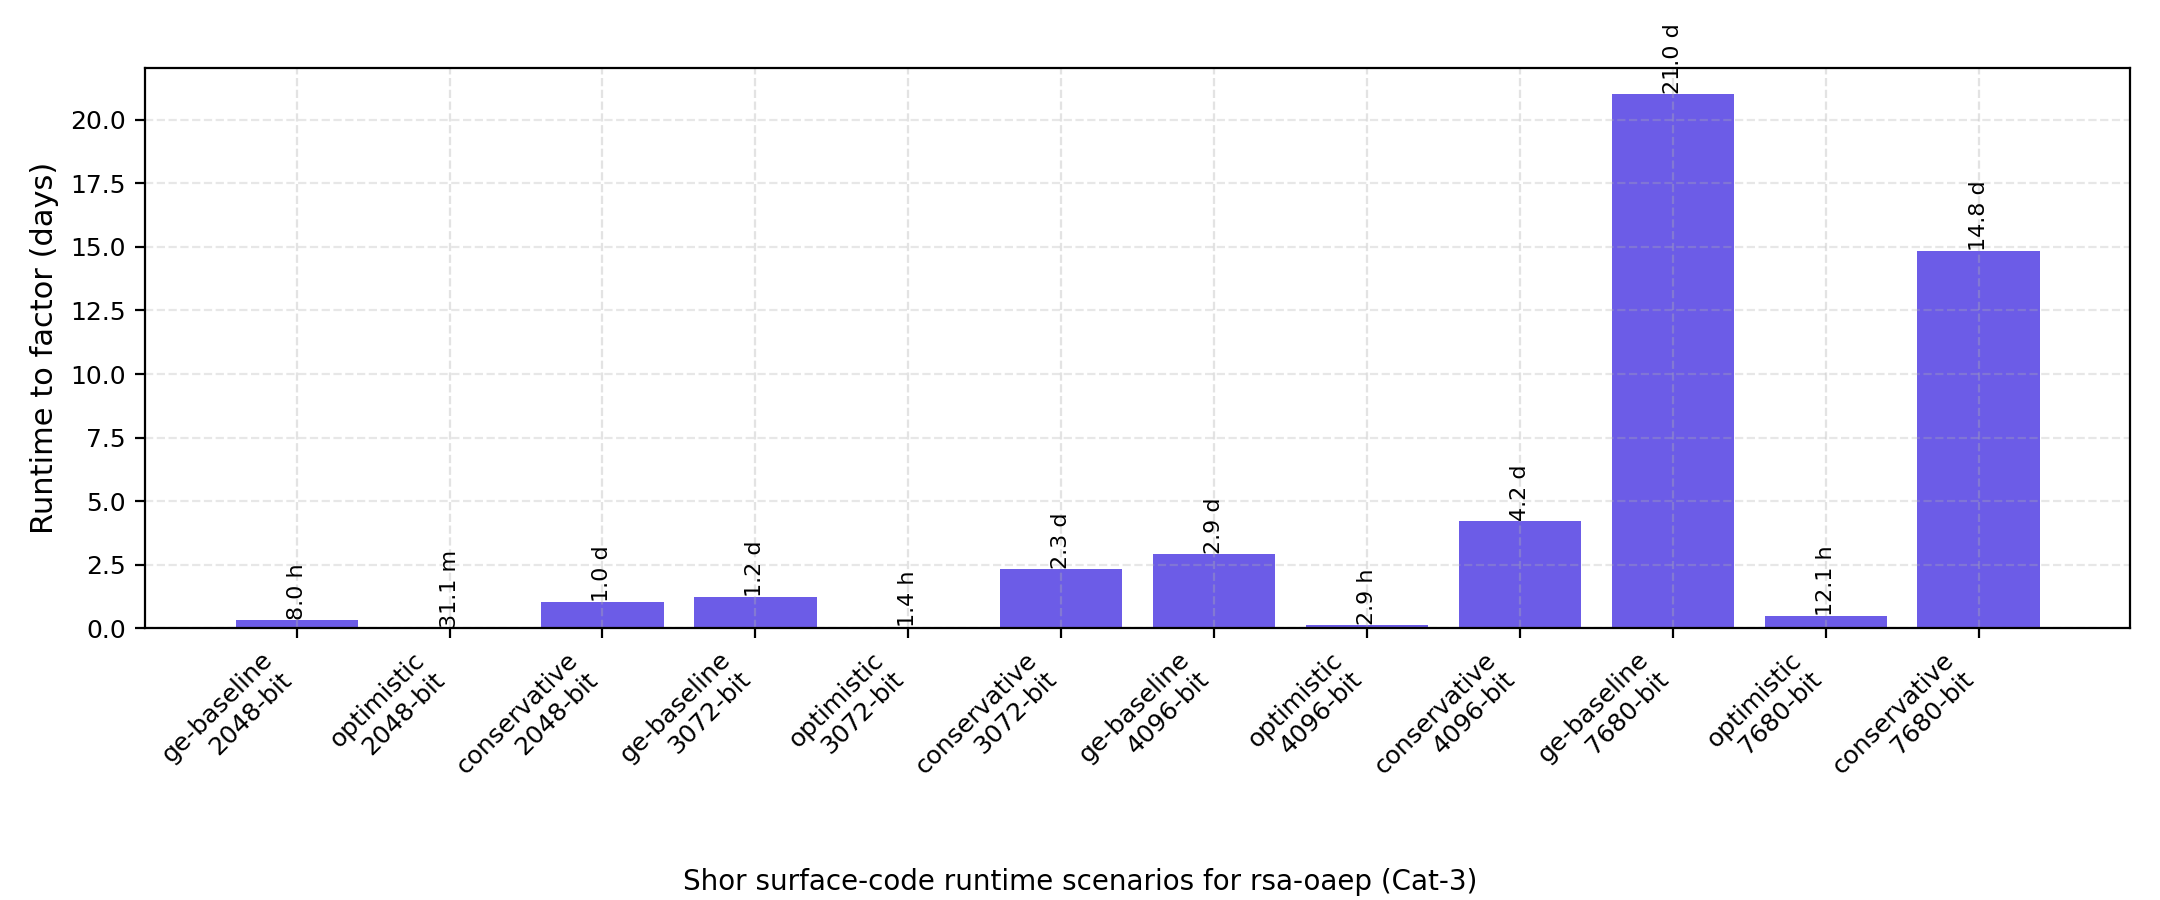 Runtime to factor (days)
20.0
17.5
15.0
12.5
10.0
7.5
5.0
2.5
0.0
8.0 h
31.1 m
1.0 d
1.2 d
1.4 h
2.3 d
2.9 d
2.9 h
4.2 d
21.0 d
12.1 h
14.8 d
ge-baseline
2048-bit
optimistic
2048-bit
conservative
2048-bit
ge-baseline
3072-bit
optimistic
3072-bit
conservative
3072-bit
ge-baseline
4096-bit
optimistic
4096-bit
conservative
4096-bit
ge-baseline
7680-bit
optimistic
7680-bit
conservative
7680-bit
Shor surface-code runtime scenarios for rsa-oaep (Cat-3)